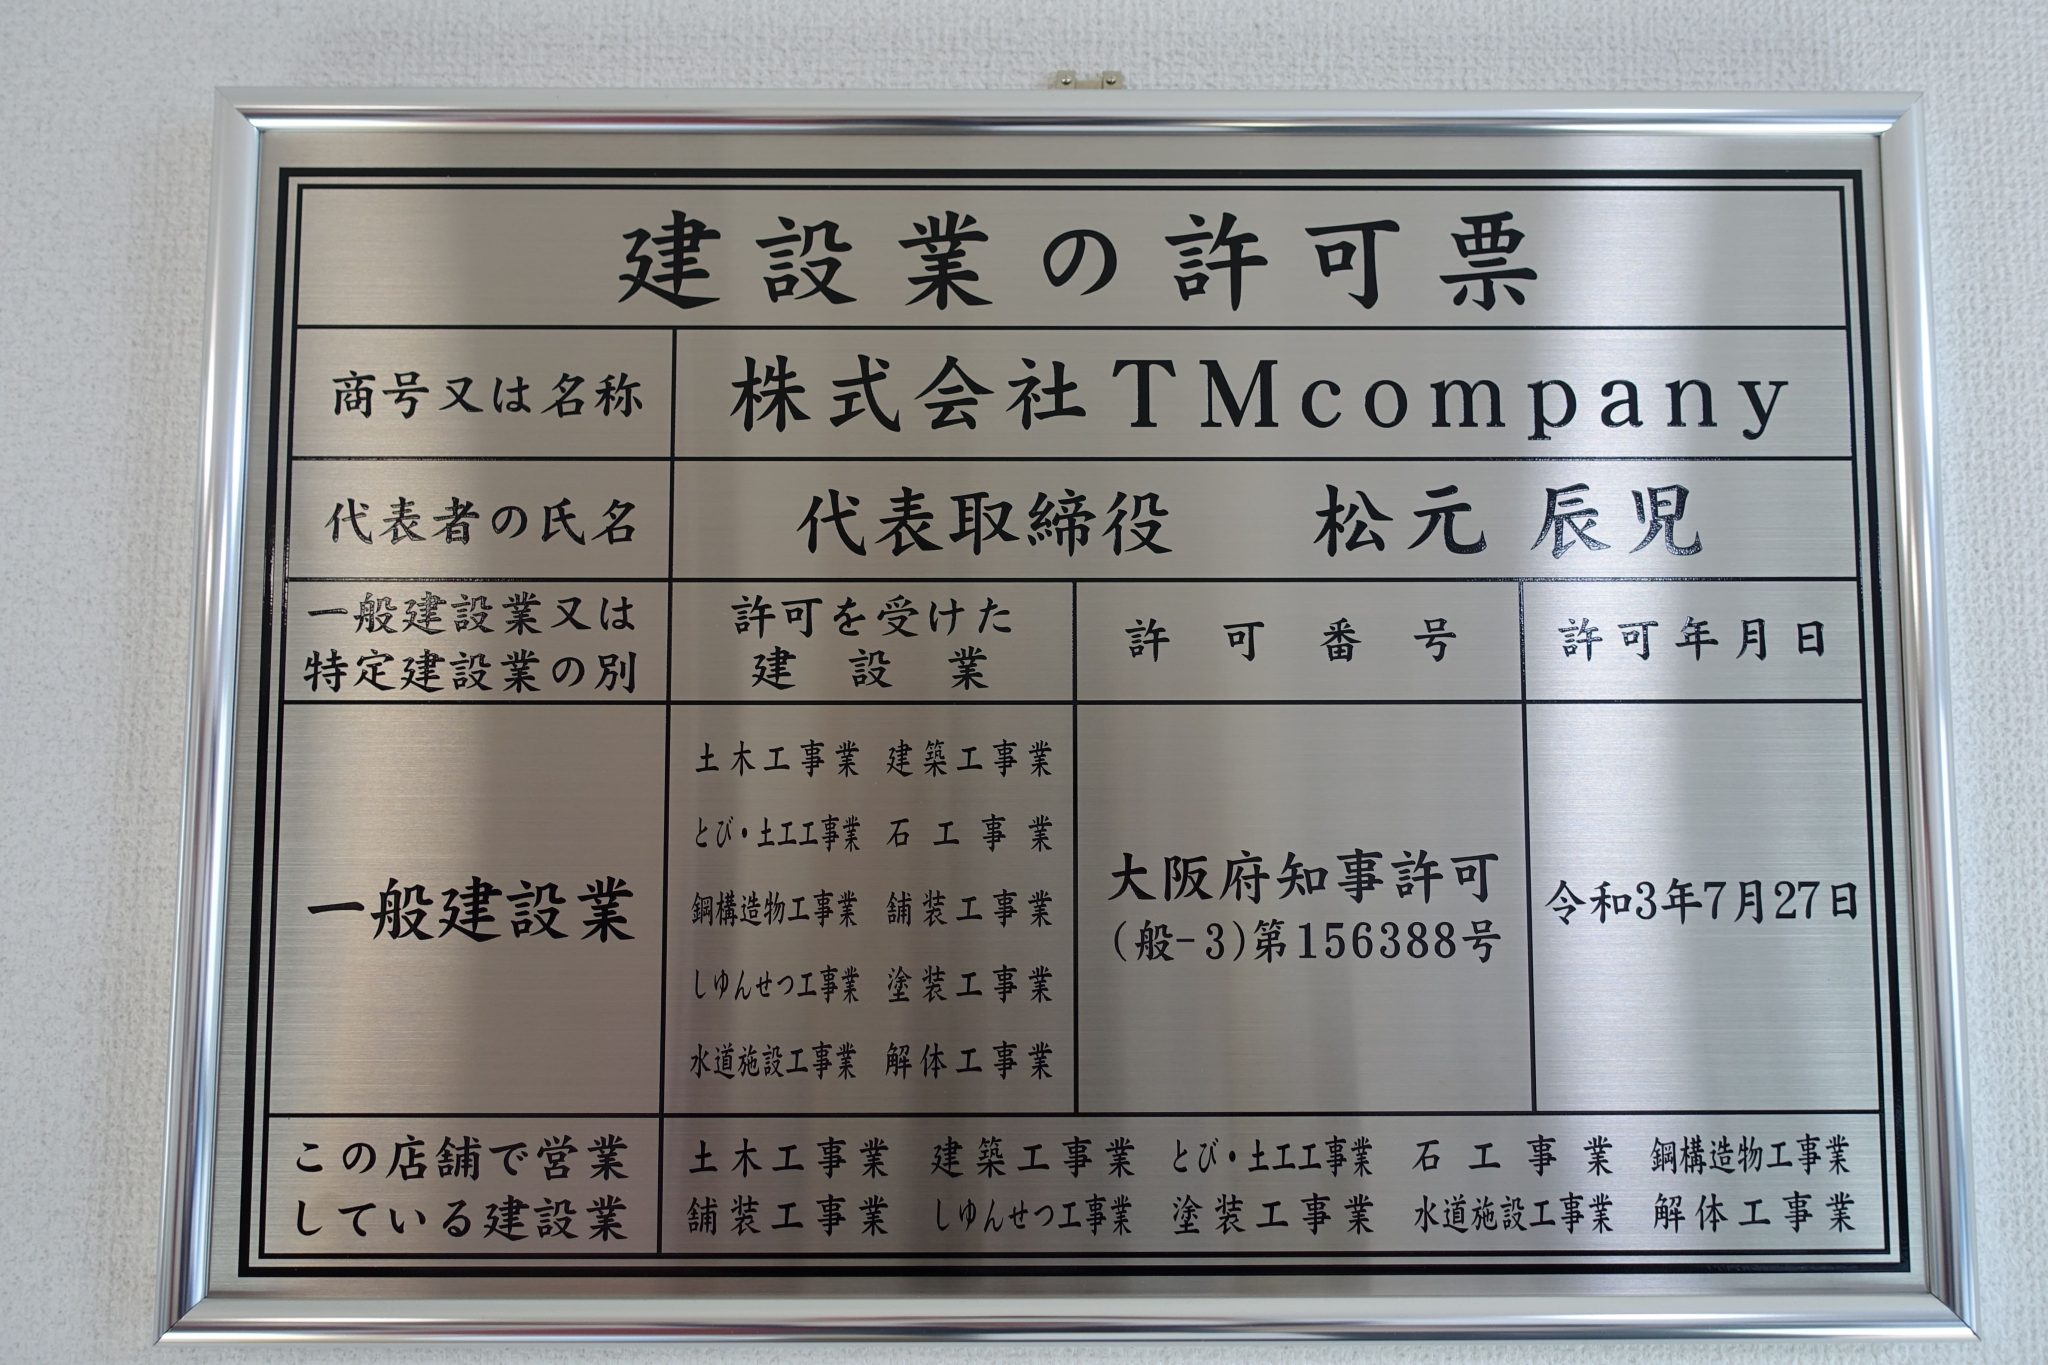 建設業の許可票
商号又は名称
株式会社TMcompany
代表者の氏名
代表取締役 松元 辰児
一般建設業又は
特定建設業の別
許可を受けた
建設業
許可番号
許可年月日
一般建設業
土木工事業 建築工事業
とび・土工工事業 石工事業
鋼構造物工事業 舗装工事業
しゆんせつ工事業 塗装工事業
水道施設工事業 解体工事業
大阪府知事許可
(般-3)第156388号
令和3年7月27日
この店舗で営業
している建設業
土木工事業 建築工事業 とび・土工工事業 石工事業 鋼構造物工事業
舗装工事業 しゆんせつ工事業 塗装工事業 水道施設工事業 解体工事業